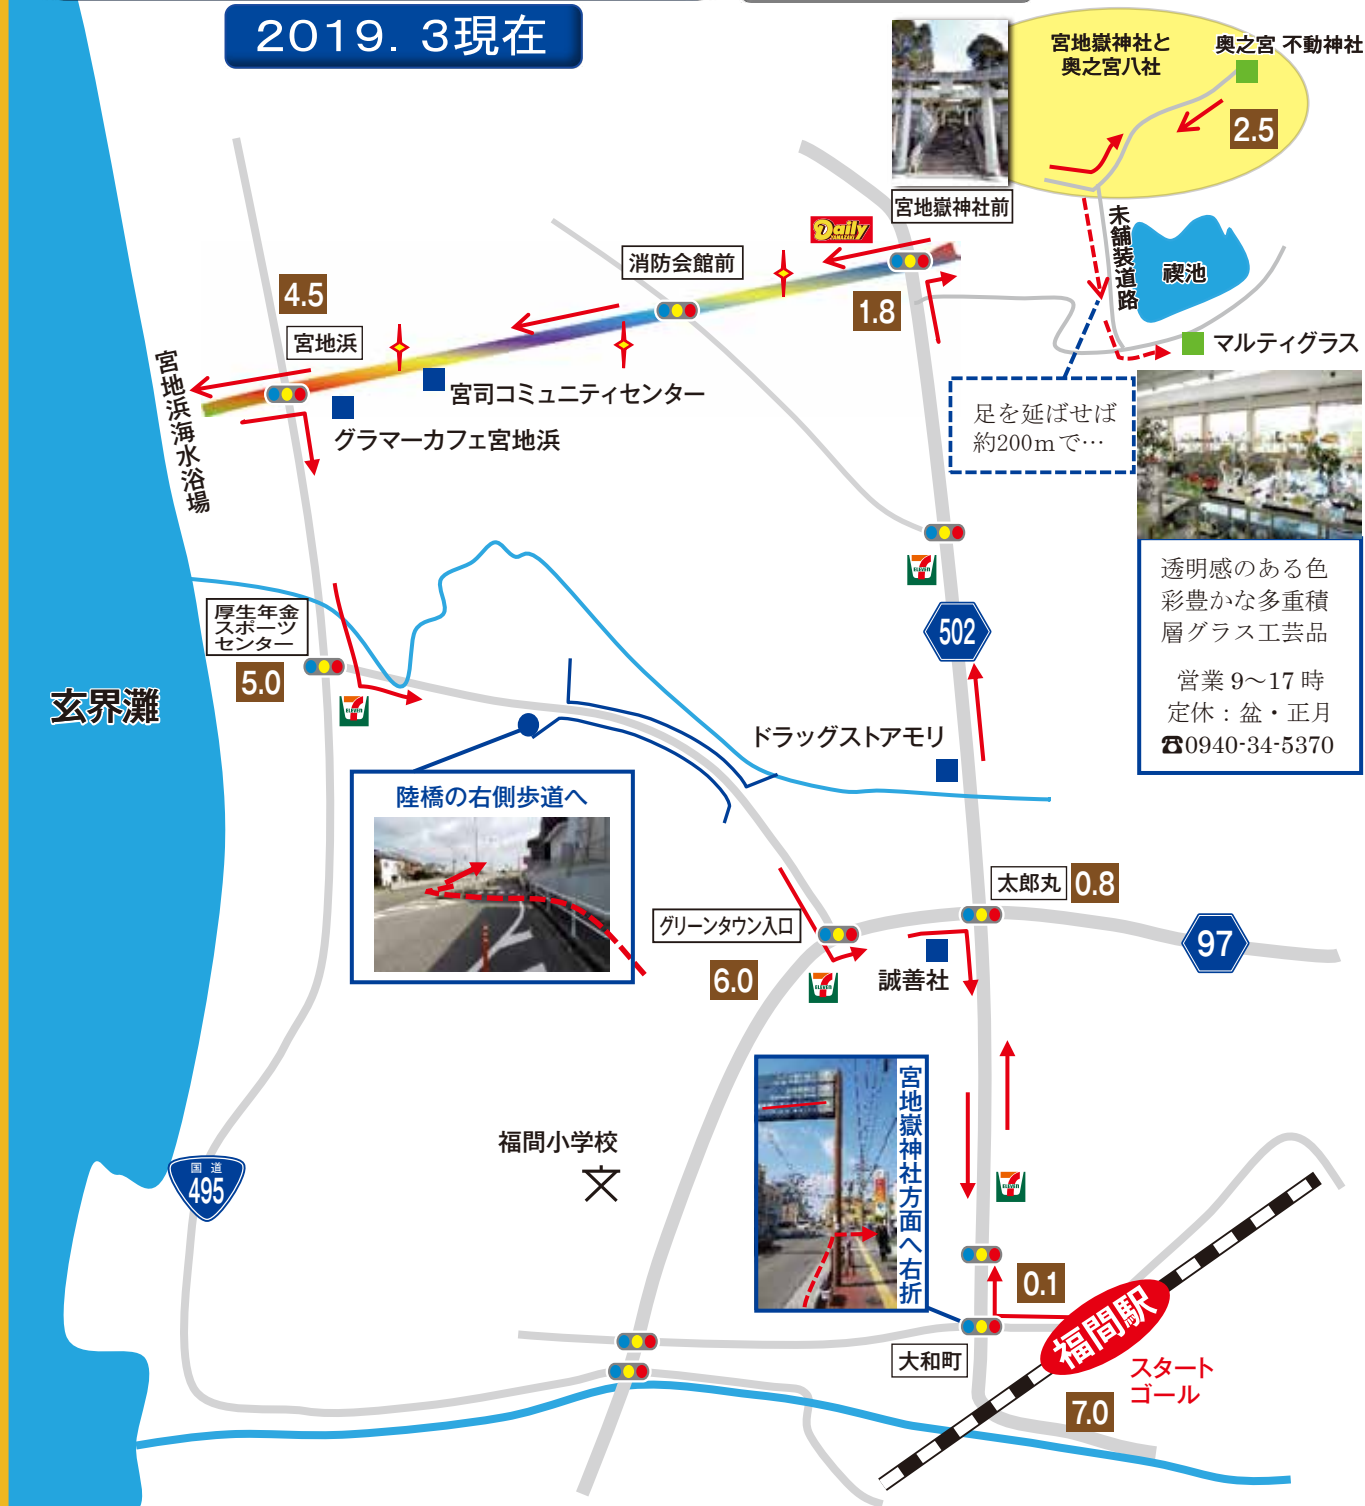 2019. 3現在
宮地嶽神社と
奥之宮八社
奥之宮 不動神社
2.5
宮地嶽神社前
Daily
YAMAZAKI
未舗装道路
禊池
消防会館前
1.8
4.5
宮地浜
マルティグラス
宮地浜海水浴場
宮司コミュニティセンター
グラマーカフェ宮地浜
足を延ばせば
約200mで…
透明感のある色
彩豊かな多重積
層グラス工芸品
営業 9〜17 時
定休：盆・正月
☎0940-34-5370
7
ELEVEN
502
厚生年金
スポーツ
センター
5.0
7
ELEVEN
玄界灘
ドラッグストアモリ
陸橋の右側歩道へ
太郎丸
0.8
グリーンタウン入口
97
6.0
7
ELEVEN
誠善社
宮地嶽神社方面へ右折
福間小学校
文
国道
495
7
ELEVEN
0.1
福間駅
大和町
スタート
ゴール
7.0